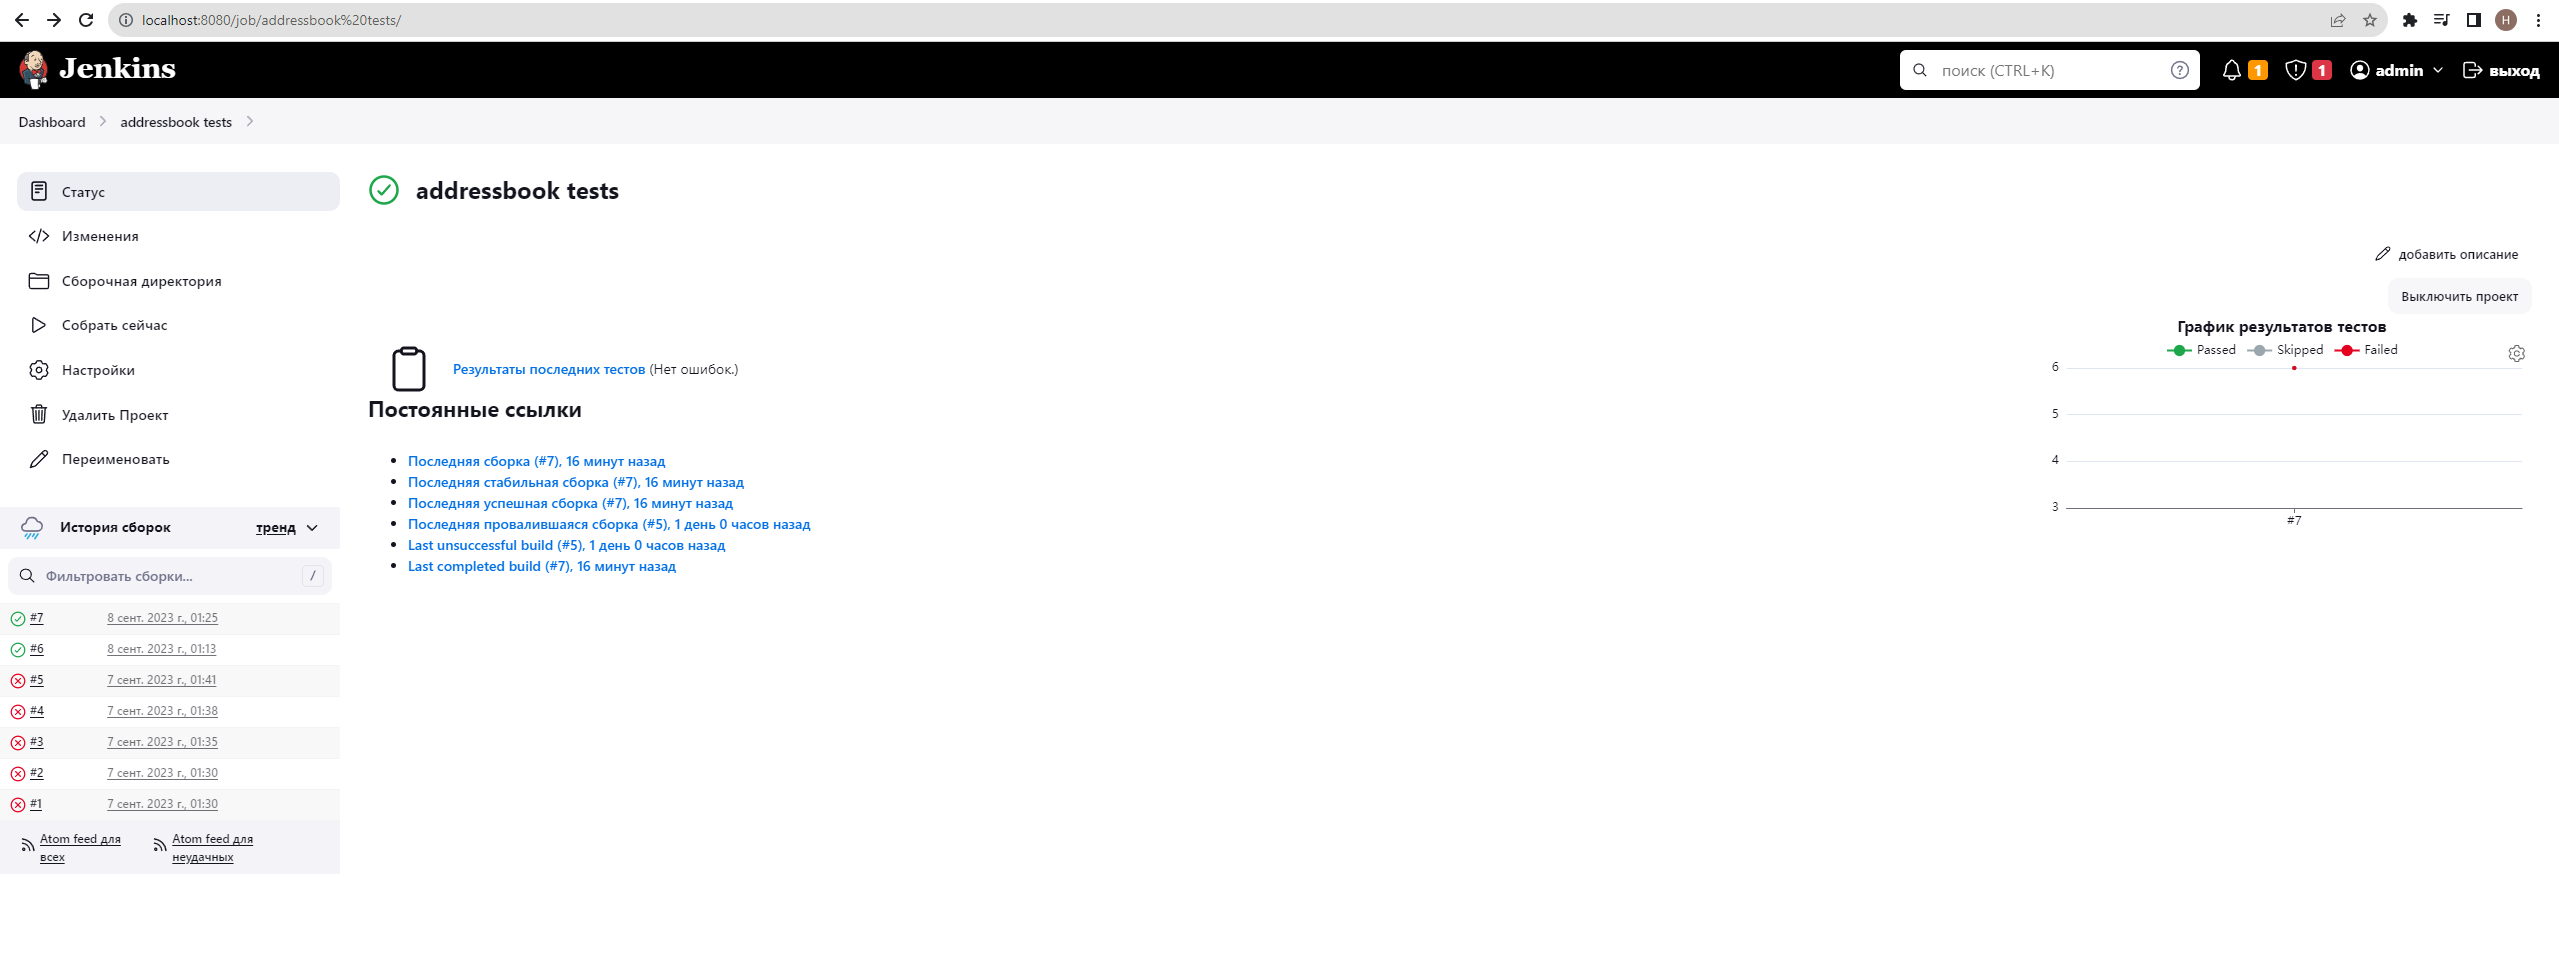 localhost:8080/job/addressbook%20tests/
H
Jenkins
поиск (CTRL+K)
?
1
1
admin
выход
Dashboard
addressbook tests
Статус
Изменения
Сборочная директория
Собрать сейчас
Настройки
Удалить Проект
Переименовать
История сборок
тренд
Фильтровать сборки...
/
#7
8 сент. 2023 г., 01:25
#6
8 сент. 2023 г., 01:13
#5
7 сент. 2023 г., 01:41
#4
7 сент. 2023 г., 01:38
#3
7 сент. 2023 г., 01:35
#2
7 сент. 2023 г., 01:30
#1
7 сент. 2023 г., 01:30
Atom feed для
всех
Atom feed для
неудачных
addressbook tests
добавить описание
Выключить проект
Результаты последних тестов (Нет ошибок.)
Постоянные ссылки
Последняя сборка (#7), 16 минут назад
Последняя стабильная сборка (#7), 16 минут назад
Последняя успешная сборка (#7), 16 минут назад
Последняя провалившаяся сборка (#5), 1 день 0 часов назад
Last unsuccessful build (#5), 1 день 0 часов назад
Last completed build (#7), 16 минут назад
График результатов тестов
Passed Skipped Failed
6
5
4
3
#7